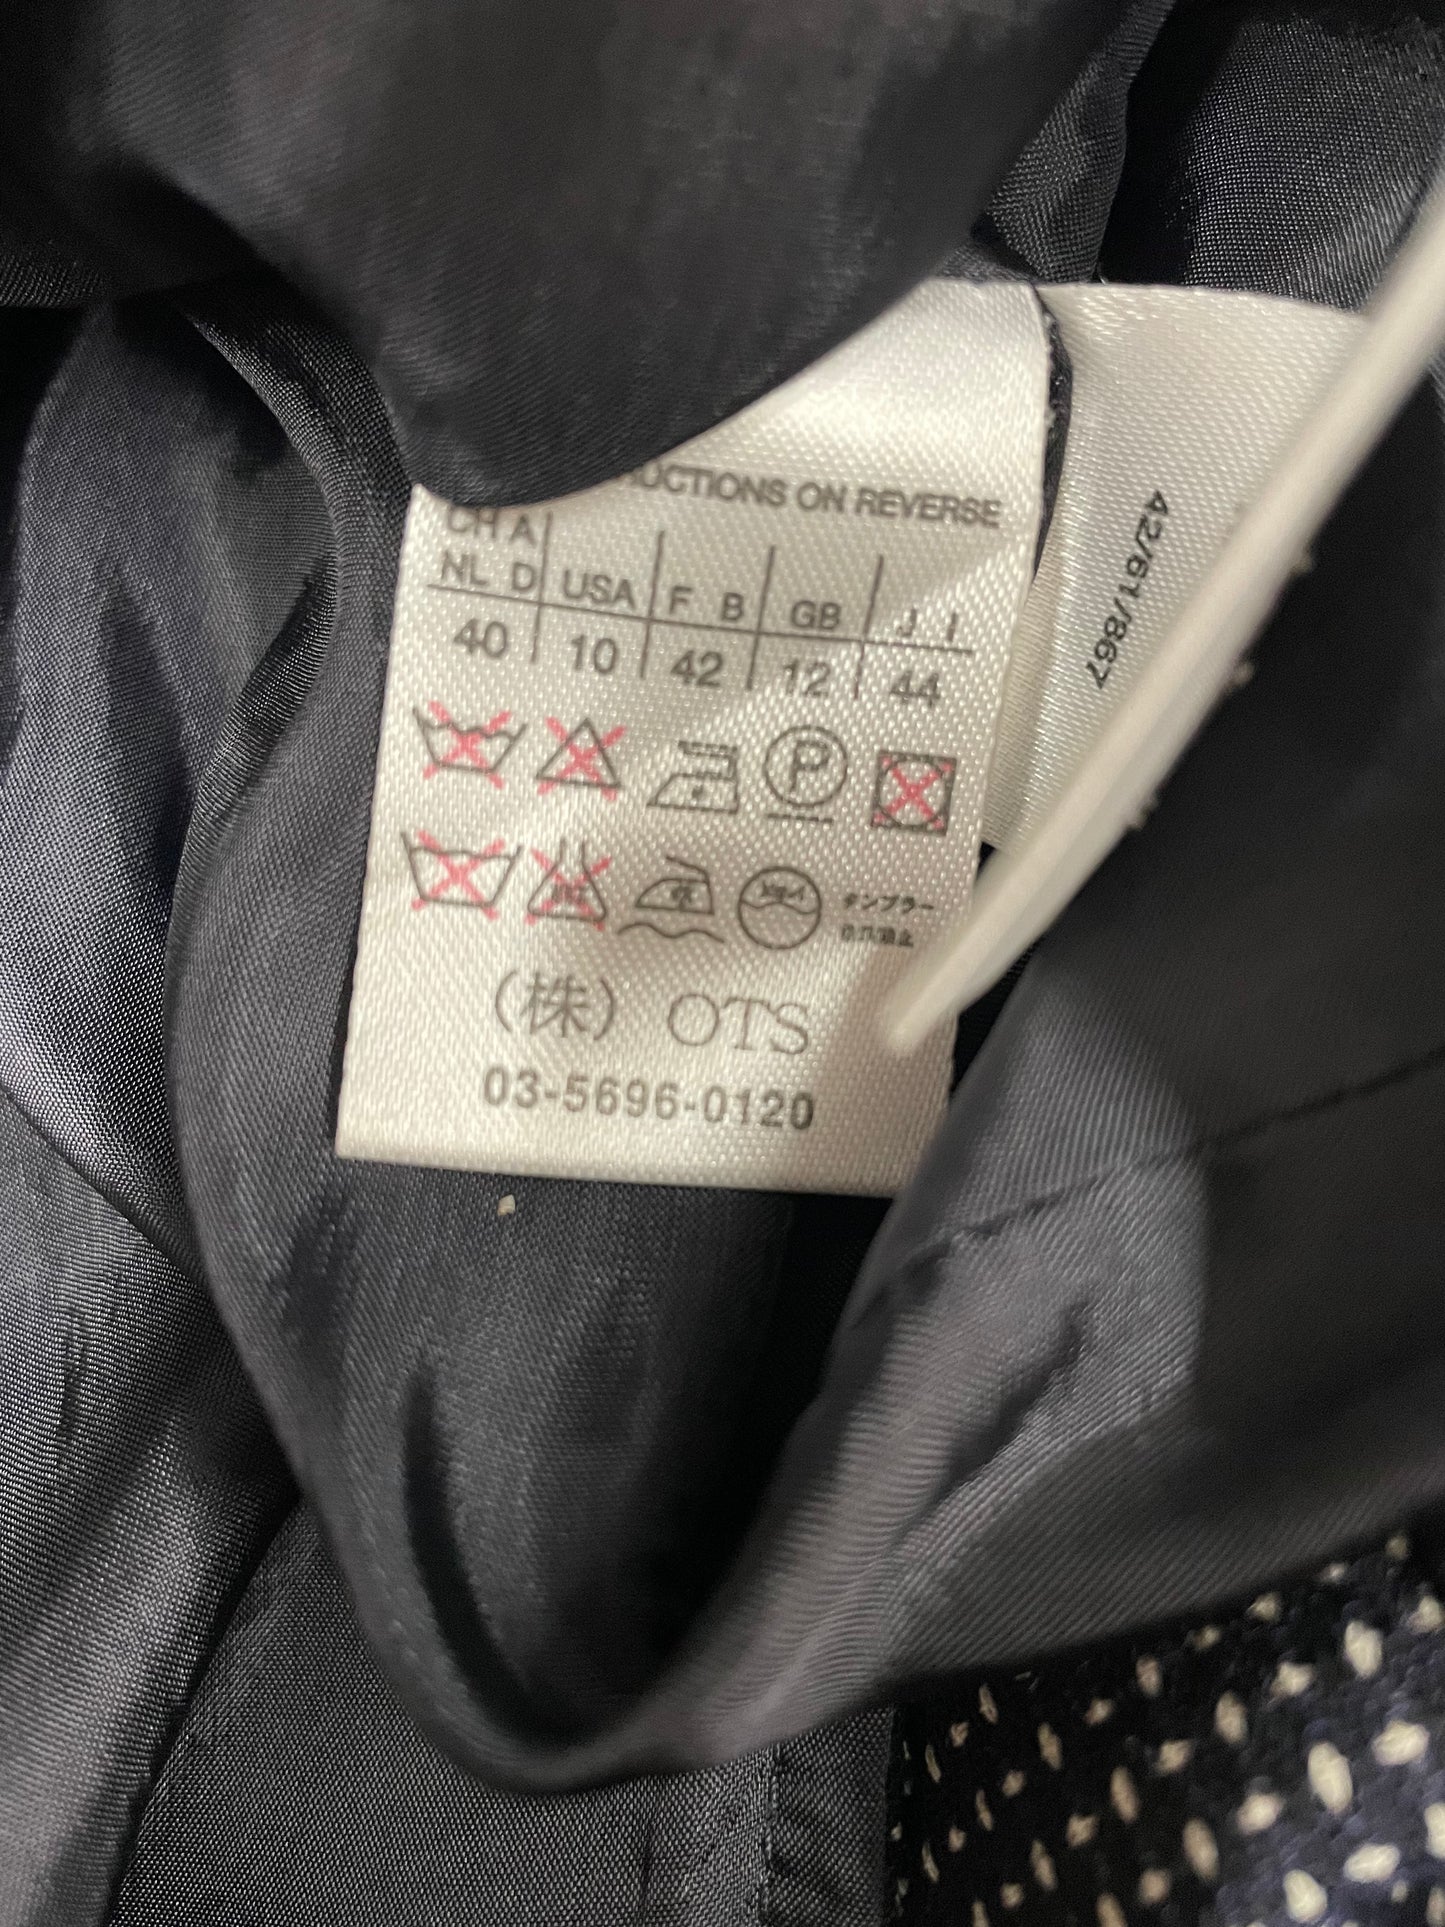 ON REVERSE
CH A
NL D USA F B GB J I
40 10 42 12 44
P
タンブラー
(株) OTS
03-5696-0120
42/61/867